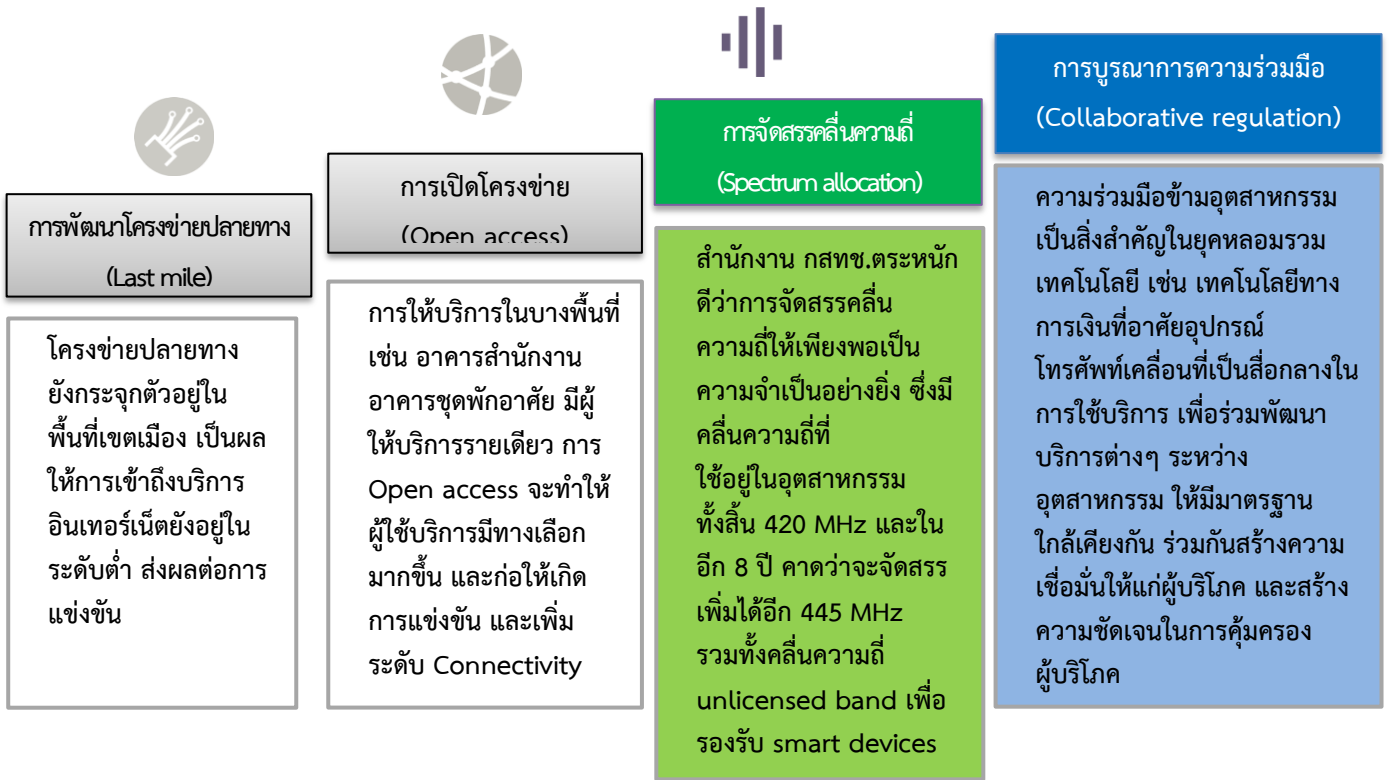 การพัฒนาโครงข่ายปลายทาง
(Last mile)
โครงข่ายปลายทาง
ยังกระจุกตัวอยู่ใน
พื้นที่เขตเมือง เป็นผล
ให้การเข้าถึงบริการ
อินเทอร์เน็ตยังอยู่ใน
ระดับต่ำ ส่งผลต่อการ
แข่งขัน
การเปิดโครงข่าย
(Open access)
การให้บริการในบางพื้นที่
เช่น อาคารสำนักงาน
อาคารชุดพักอาศัย มีผู้
ให้บริการรายเดียว การ
Open access จะทำให้
ผู้ใช้บริการมีทางเลือก
มากขึ้น และก่อให้เกิด
การแข่งขัน และเพิ่ม
ระดับ Connectivity
การจัดสรรคลื่นความถี่
(Spectrum allocation)
สำนักงาน กสทช.ตระหนัก
ดีว่าการจัดสรรคลื่น
ความถี่ให้เพียงพอเป็น
ความจำเป็นอย่างยิ่ง ซึ่งมี
คลื่นความถี่ที่
ใช้อยู่ในอุตสาหกรรม
ทั้งสิ้น 420 MHz และใน
อีก 8 ปี คาดว่าจะจัดสรร
เพิ่มได้อีก 445 MHz
รวมทั้งคลื่นความถี่
unlicensed band เพื่อ
รองรับ smart devices
การบูรณาการความร่วมมือ
(Collaborative regulation)
ความร่วมมือข้ามอุตสาหกรรม
เป็นสิ่งสำคัญในยุคหลอมรวม
เทคโนโลยี เช่น เทคโนโลยีทาง
การเงินที่อาศัยอุปกรณ์
โทรศัพท์เคลื่อนที่เป็นสื่อกลางใน
การใช้บริการ เพื่อร่วมพัฒนา
บริการต่างๆ ระหว่าง
อุตสาหกรรม ให้มีมาตรฐาน
ใกล้เคียงกัน ร่วมกันสร้างความ
เชื่อมั่นให้แก่ผู้บริโภค และสร้าง
ความชัดเจนในการคุ้มครอง
ผู้บริโภค